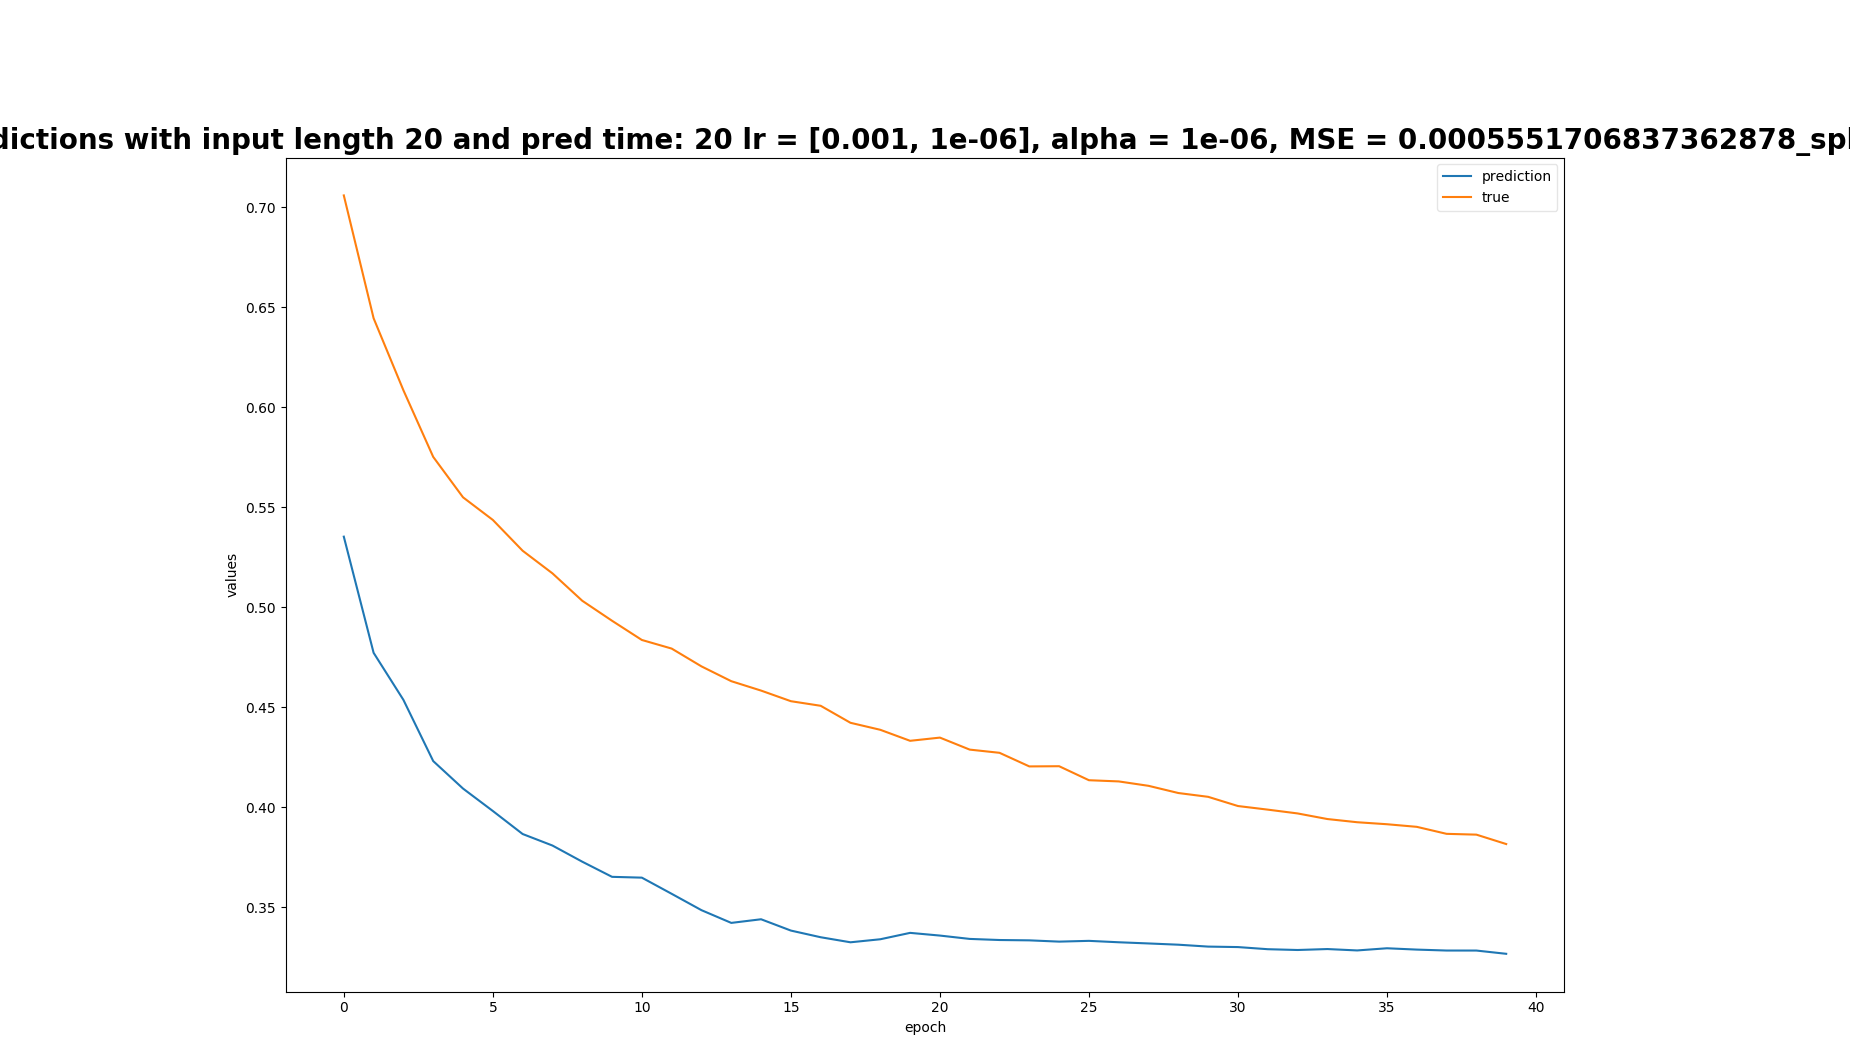 dictions with input length 20 and pred time: 20 lr = [0.001, 1e-06], alpha = 1e-06, MSE = 0.0005551706837362878_spl
prediction
true
0.70
0.65
0.60
0.55
0.50
0.45
0.40
0.35
values
0 5 10 15 20 25 30 35 40
epoch